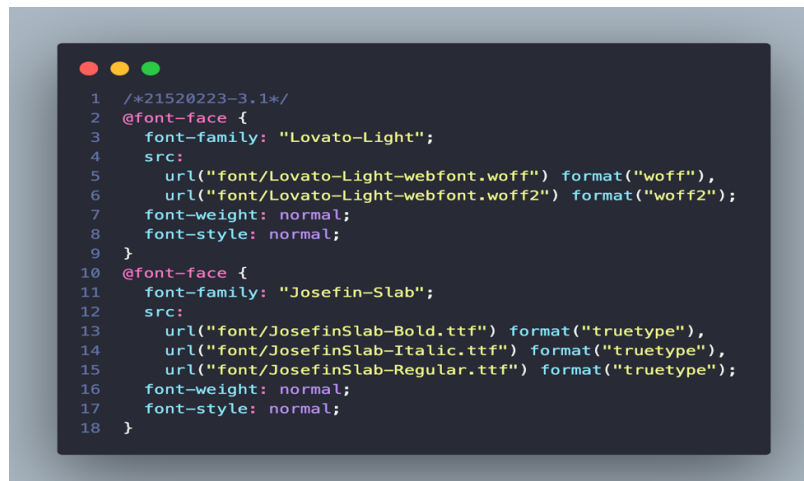 1 /*21520223-3.1*/
2 @font-face {
3 font-family: "Lovato-Light";
4 src:
5 url("font/Lovato-Light-webfont.woff") format("woff"),
6 url("font/Lovato-Light-webfont.woff2") format("woff2");
7 font-weight: normal;
8 font-style: normal;
9 }
10 @font-face {
11 font-family: "Josefin-Slab";
12 src:
13 url("font/JosefinSlab-Bold.ttf") format("truetype"),
14 url("font/JosefinSlab-Italic.ttf") format("truetype"),
15 url("font/JosefinSlab-Regular.ttf") format("truetype");
16 font-weight: normal;
17 font-style: normal;
18 }